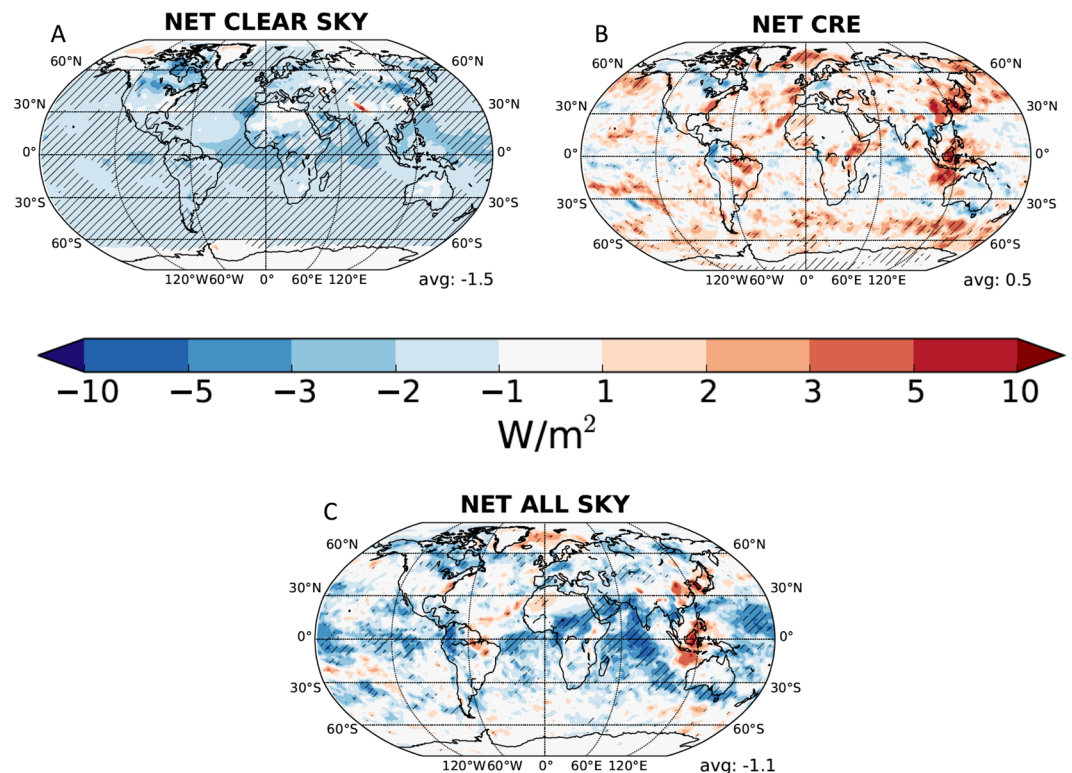 A
NET CLEAR SKY
60°N 60°N
30°N 30°N
0° 0°
30°S 30°S
60°S 60°S
120°W60°W 0° 60°E 120°E
avg: -1.5
B
NET CRE
60°N 60°N
30°N 30°N
0° 0°
30°S 30°S
60°S 60°S
120°W60°W 0° 60°E 120°E
avg: 0.5
−10 −5 −3 −2 −1 1 2 3 5 10
W/m²
C
NET ALL SKY
60°N 60°N
30°N 30°N
0° 0°
30°S 30°S
60°S 60°S
120°W60°W 0° 60°E 120°E
avg: -1.1